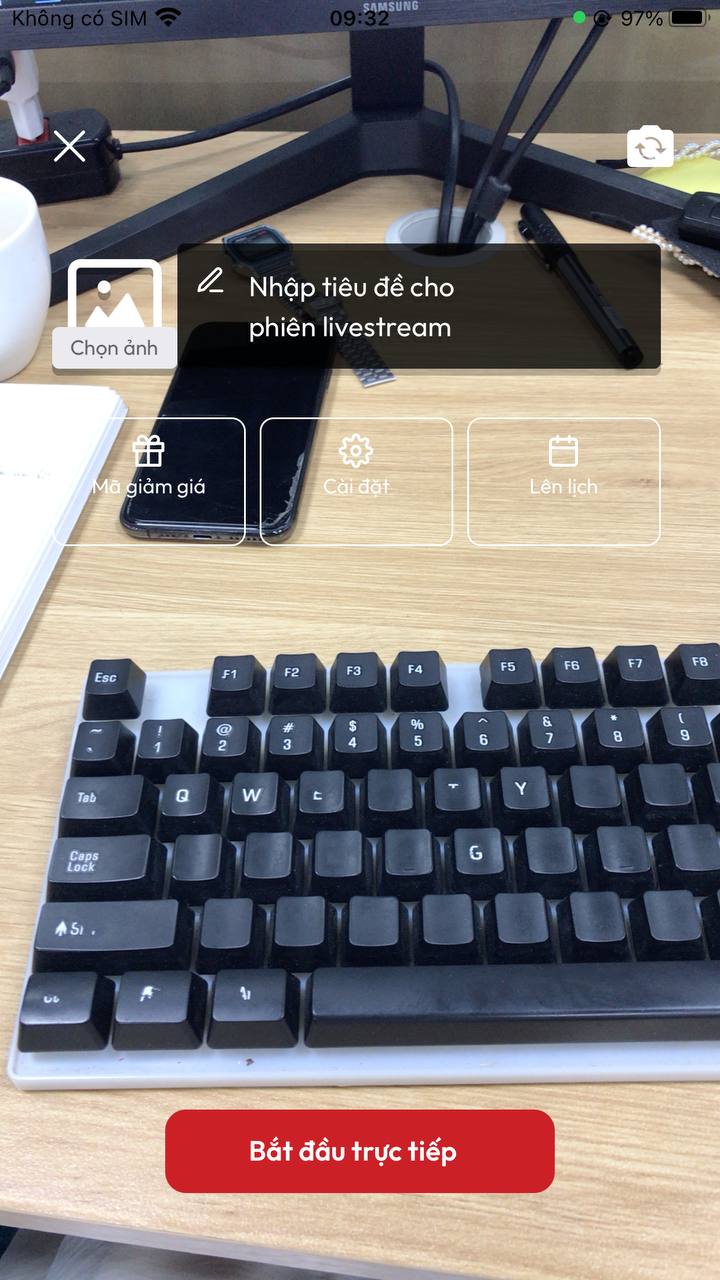 Không có SIM 09:32 97%
SAMSUNG
Nhập tiêu đề cho
phiên livestream
Chọn ảnh
Mã giảm giá Cài đặt Lên lịch
Esc F1 F2 F3 F4 F5 F6 F7 F8
~ ! @ # $ % ^ & * (
` 1 2 3 4 5 6 7 8 9
Tab Q W Y
Caps
Lock G
Bắt đầu trực tiếp